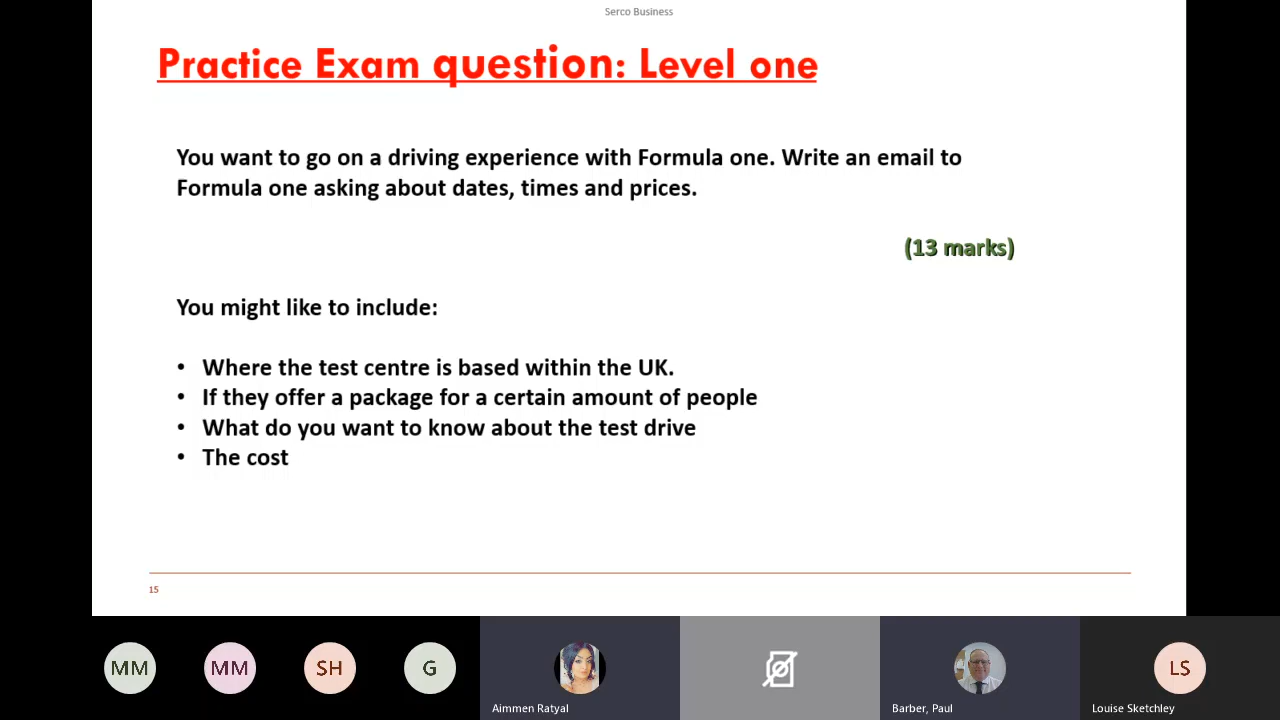 Serco Business
Practice Exam question: Level one
You want to go on a driving experience with Formula one. Write an email to
Formula one asking about dates, times and prices.
(13 marks)
You might like to include:
• Where the test centre is based within the UK.
• If they offer a package for a certain amount of people
• What do you want to know about the test drive
• The cost
15
MM
MM
SH
G
LS
Aimmen Ratyal
Barber, Paul
Louise Sketchley